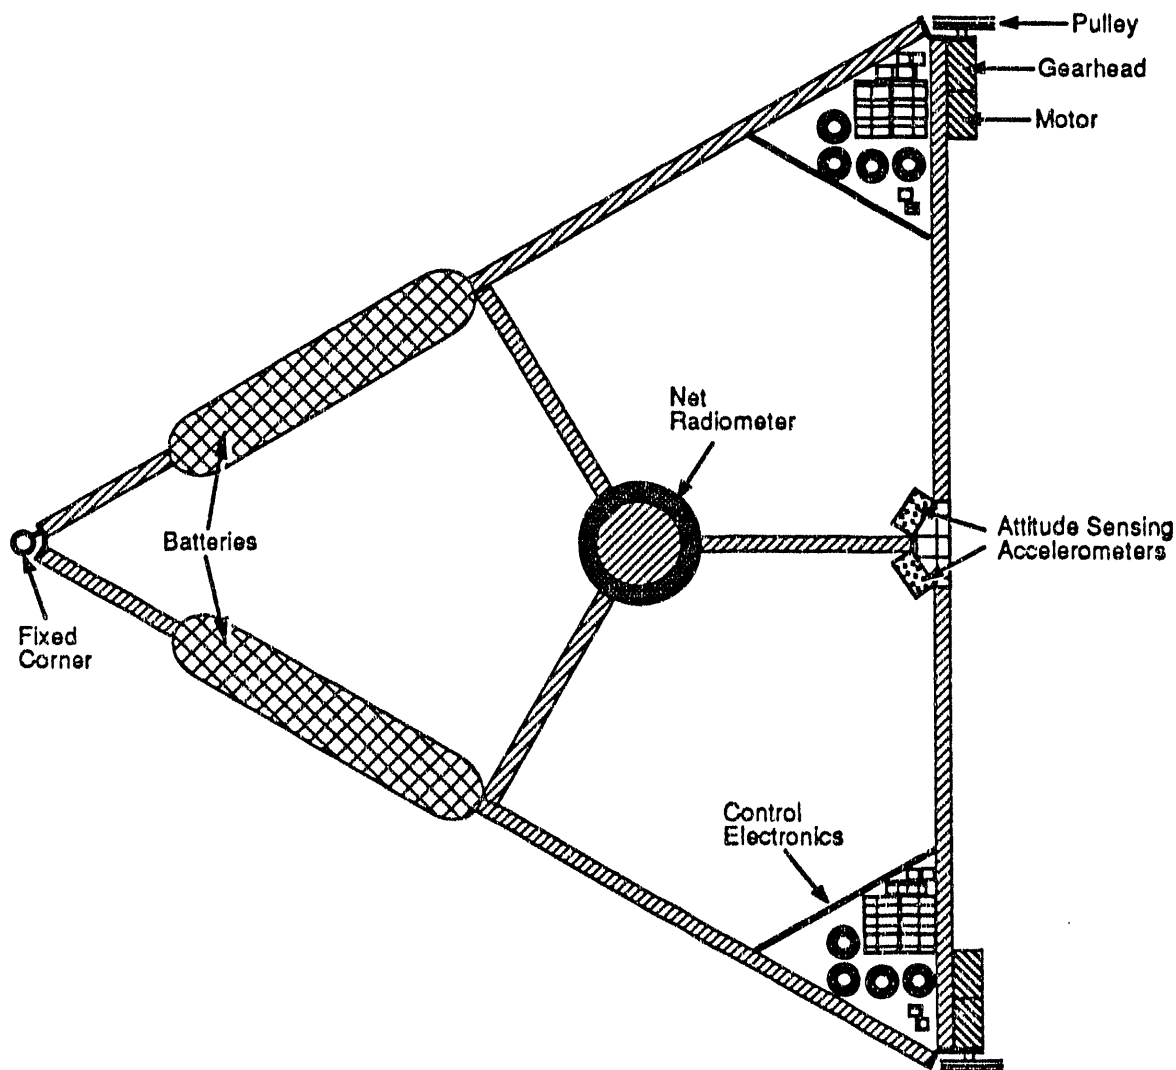 Pulley
Gearhead
Motor
Net
Radiometer
Attitude Sensing
Accelerometers
Batteries
Fixed
Corner
Control
Electronics